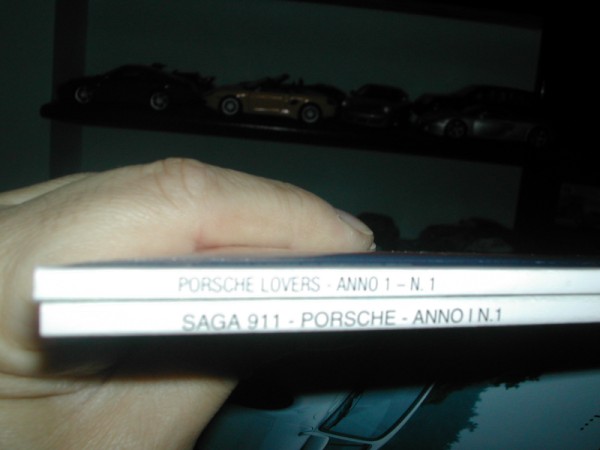 PORSCHE LOVERS - ANNO 1 – N. 1
SAGA 911 - PORSCHE - ANNO I N.1